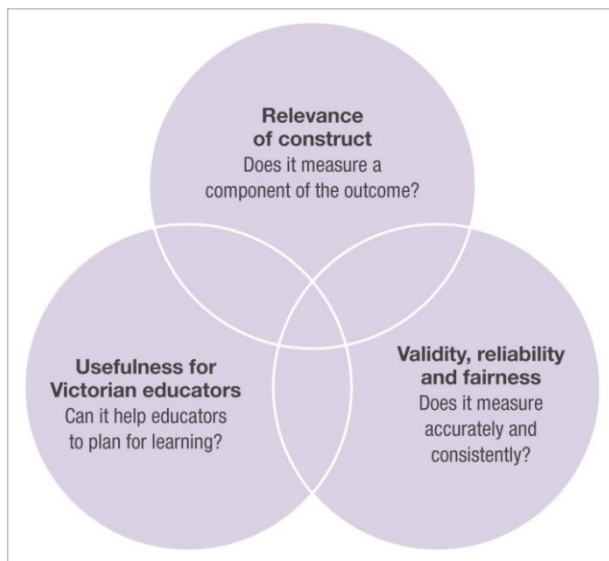 Relevance
of construct
Does it measure a
component of the outcome?
Usefulness for
Victorian educators
Can it help educators
to plan for learning?
Validity, reliability
and fairness
Does it measure
accurately and
consistently?